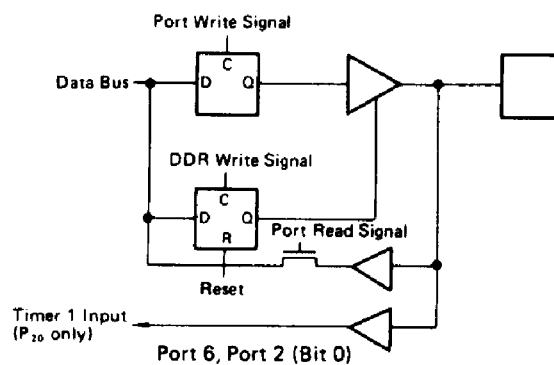 Port Write Signal
C
Data Bus
D
Q
DDR Write Signal
C
D
Q
R
Port Read Signal
Reset
Timer 1 Input
(P₂₀ only)
Port 6, Port 2 (Bit 0)